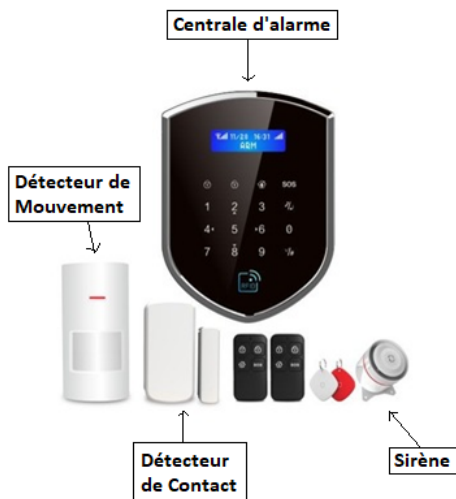 Centrale d'alarme
11/28 16:31
ARM
SOS
1 2 3
4 5 6 0
7 8 9
RFID
Détecteur de
Mouvement
Détecteur
de Contact
Sirène